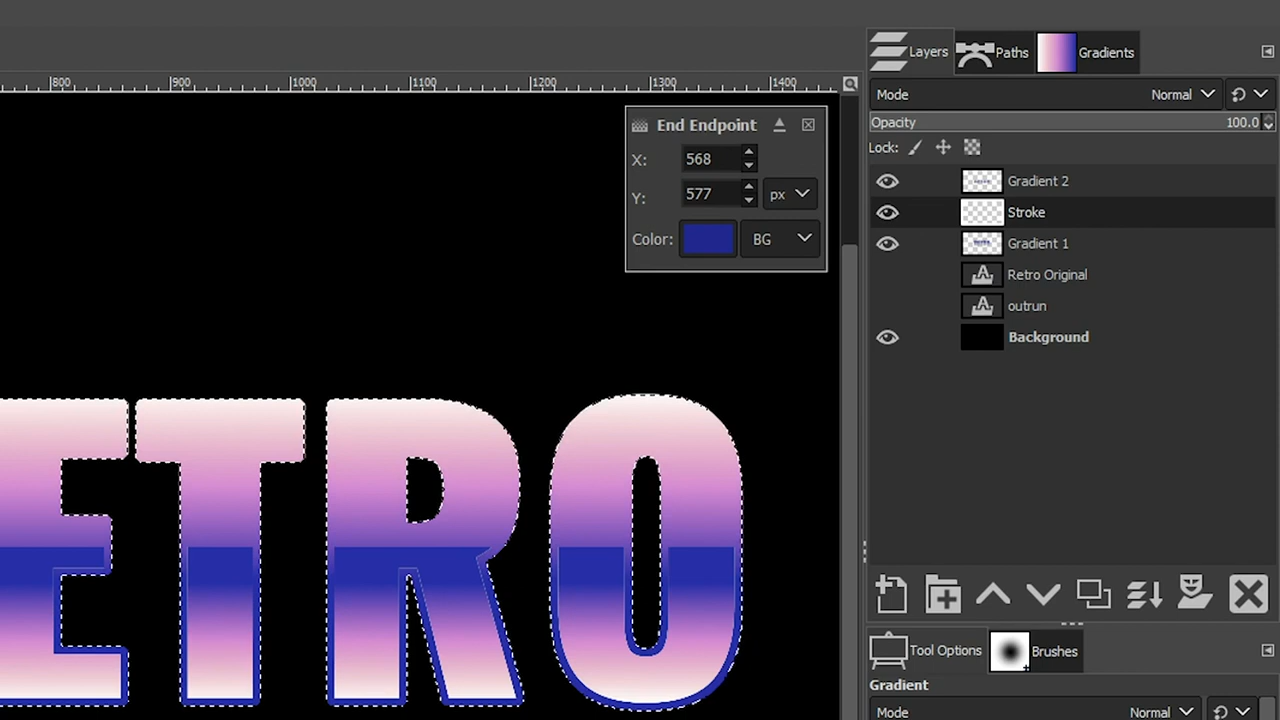 Layers Paths Gradients
800 900 1000 1100 1200 1300 1400
Mode Normal
End Endpoint
Opacity 100.0
Lock:
X: 568
Y: 577 px
Color: BG
Gradient 2
Stroke
Gradient 1
Retro Original
outrun
Background
ETRO
Tool Options Brushes
Gradient
Mode Normal